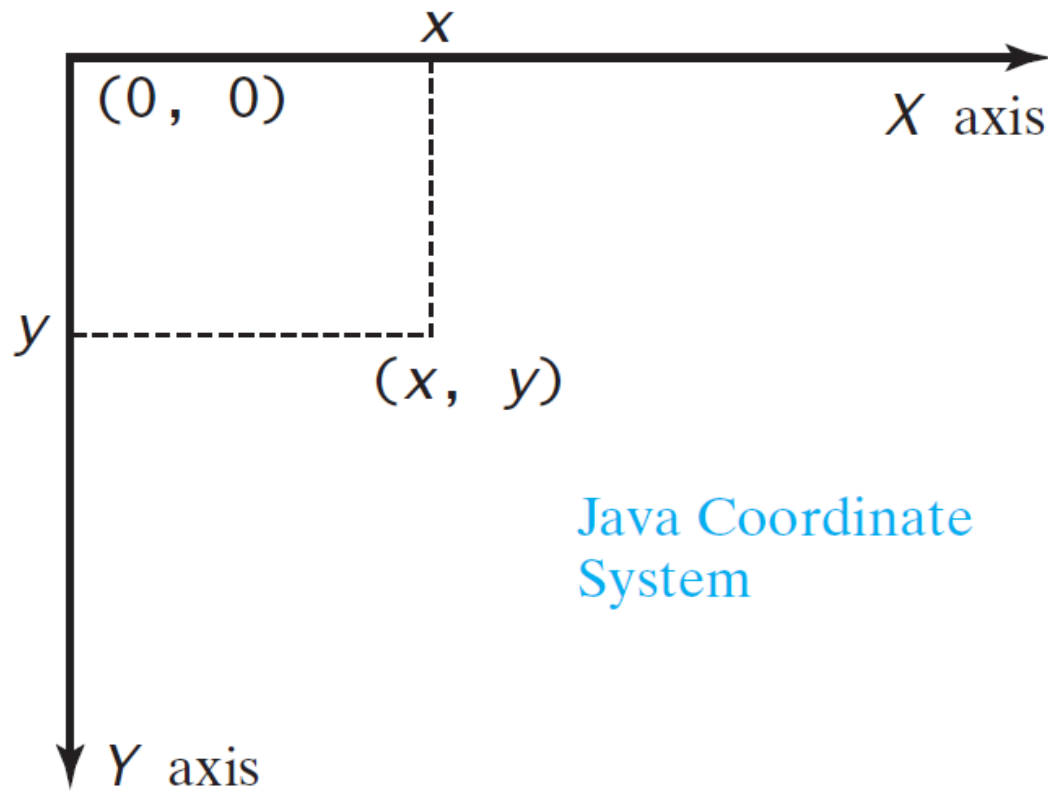 x
(0, 0)
X axis
y
(x, y)
Java Coordinate
System
Y axis